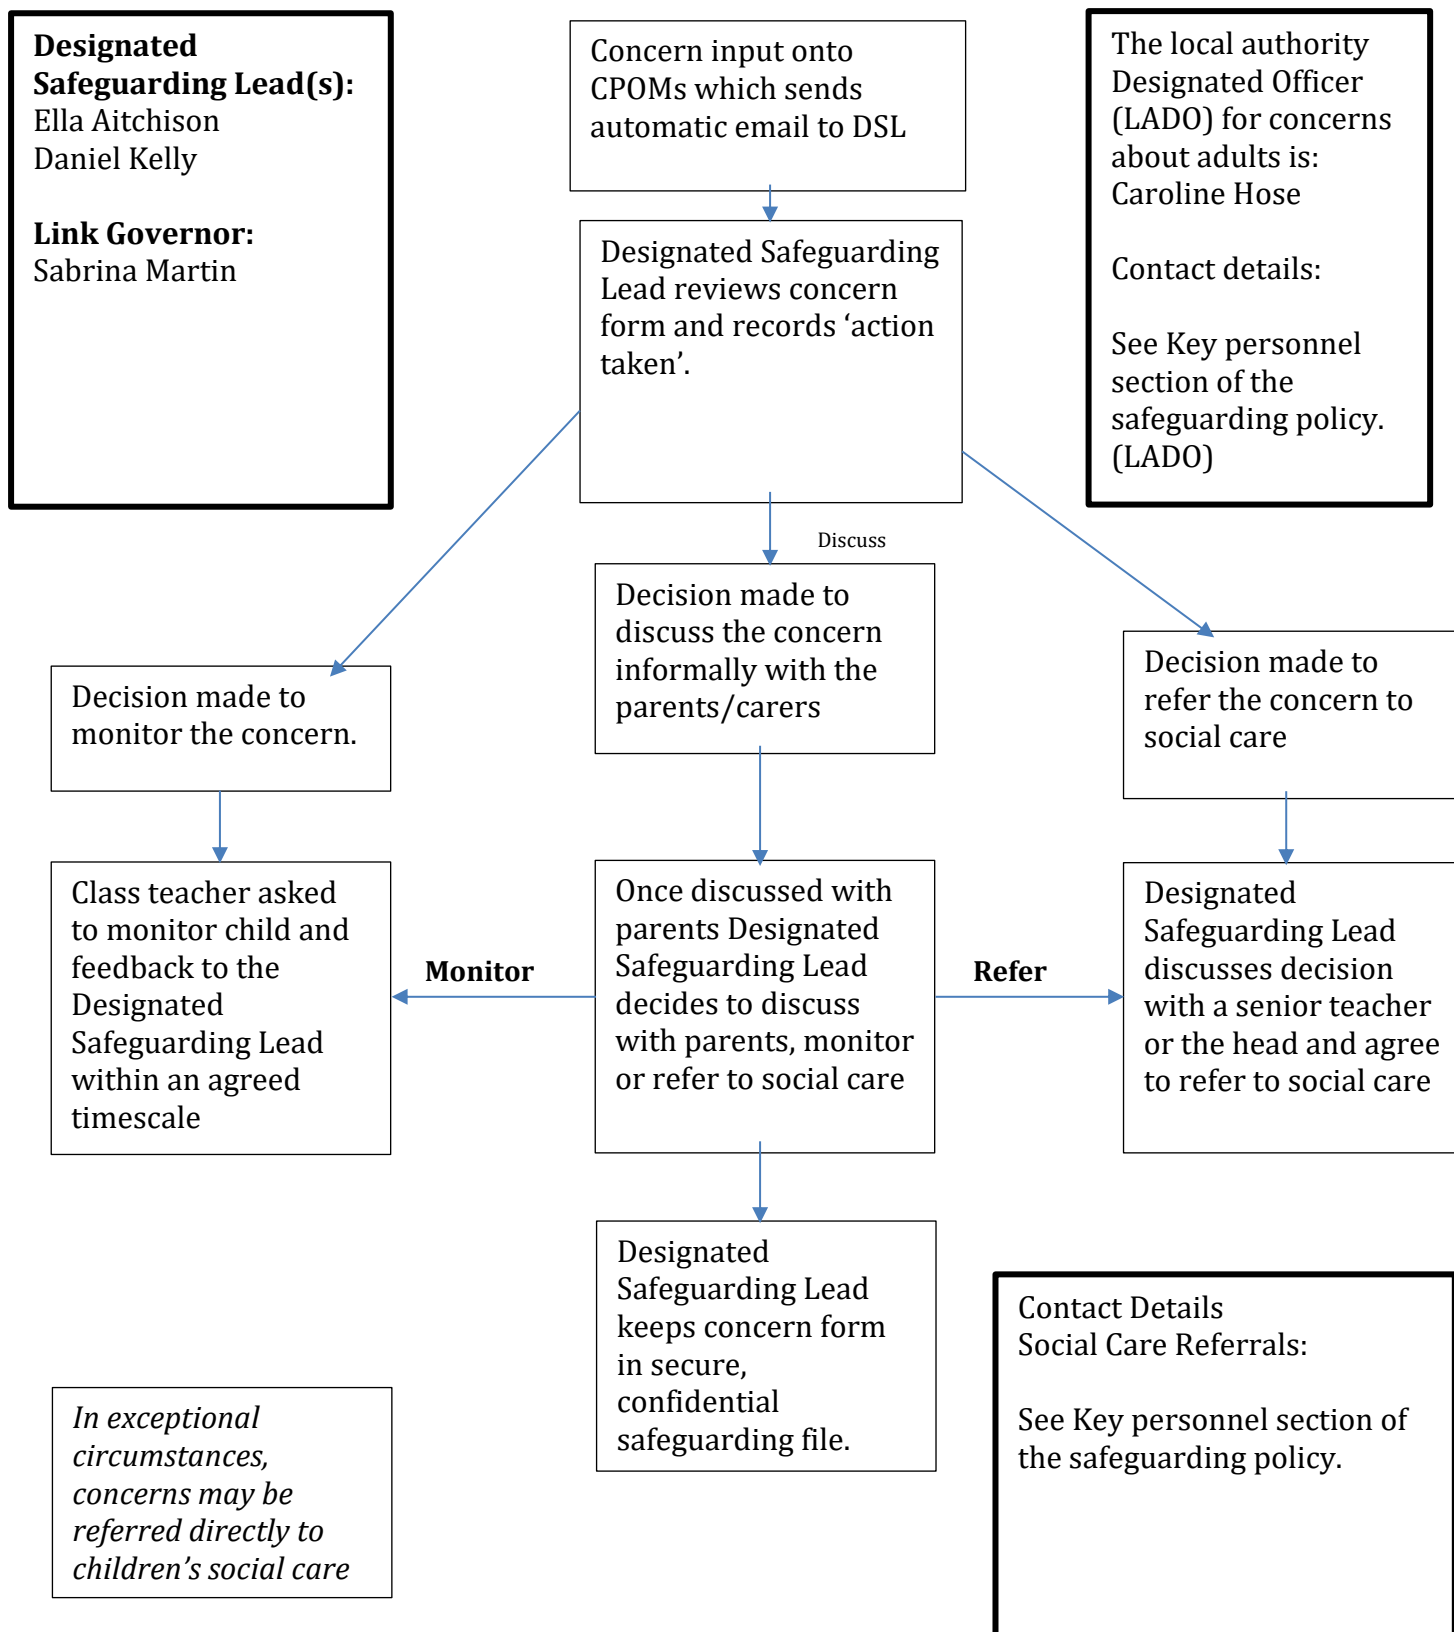 Designated
Safeguarding Lead(s):
Ella Aitchison
Daniel Kelly
Link Governor:
Sabrina Martin
Concern input onto
CPOMs which sends
automatic email to DSL
The local authority
Designated Officer
(LADO) for concerns
about adults is:
Caroline Hose
Contact details:
See Key personnel
section of the
safeguarding policy.
(LADO)
Designated Safeguarding
Lead reviews concern
form and records ‘action
taken’.
Discuss
Decision made to
monitor the concern.
Decision made to
discuss the concern
informally with the
parents/carers
Decision made to
refer the concern to
social care
Class teacher asked
to monitor child and
feedback to the
Designated
Safeguarding Lead
within an agreed
timescale
Monitor
Once discussed with
parents Designated
Safeguarding Lead
decides to discuss
with parents, monitor
or refer to social care
Refer
Designated
Safeguarding Lead
discusses decision
with a senior teacher
or the head and agree
to refer to social care
Designated
Safeguarding Lead
keeps concern form
in secure,
confidential
safeguarding file.
In exceptional
circumstances,
concerns may be
referred directly to
children’s social care
Contact Details
Social Care Referrals:
See Key personnel section of
the safeguarding policy.